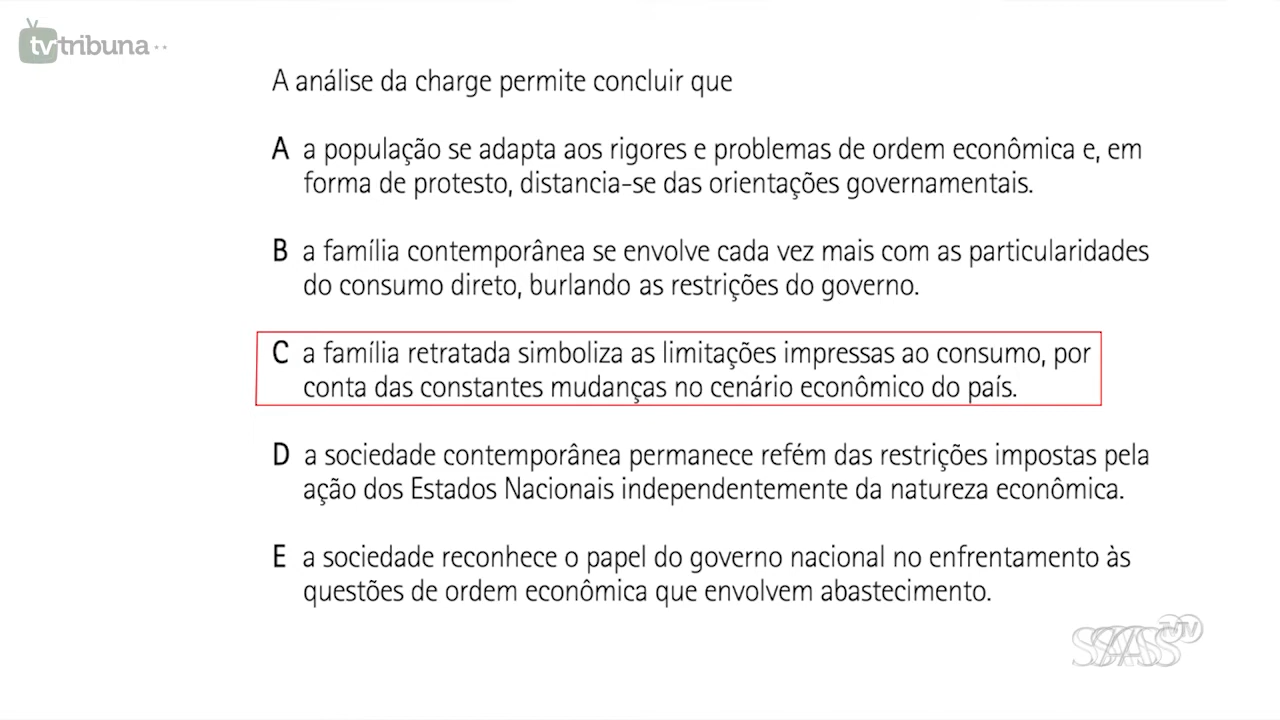 tvtribuna
A análise da charge permite concluir que
A a população se adapta aos rigores e problemas de ordem econômica e, em
forma de protesto, distancia-se das orientações governamentais.
B a família contemporânea se envolve cada vez mais com as particularidades
do consumo direto, burlando as restrições do governo.
C a família retratada simboliza as limitações impressas ao consumo, por
conta das constantes mudanças no cenário econômico do país.
D a sociedade contemporânea permanece refém das restrições impostas pela
ação dos Estados Nacionais independentemente da natureza econômica.
E a sociedade reconhece o papel do governo nacional no enfrentamento às
questões de ordem econômica que envolvem abastecimento.